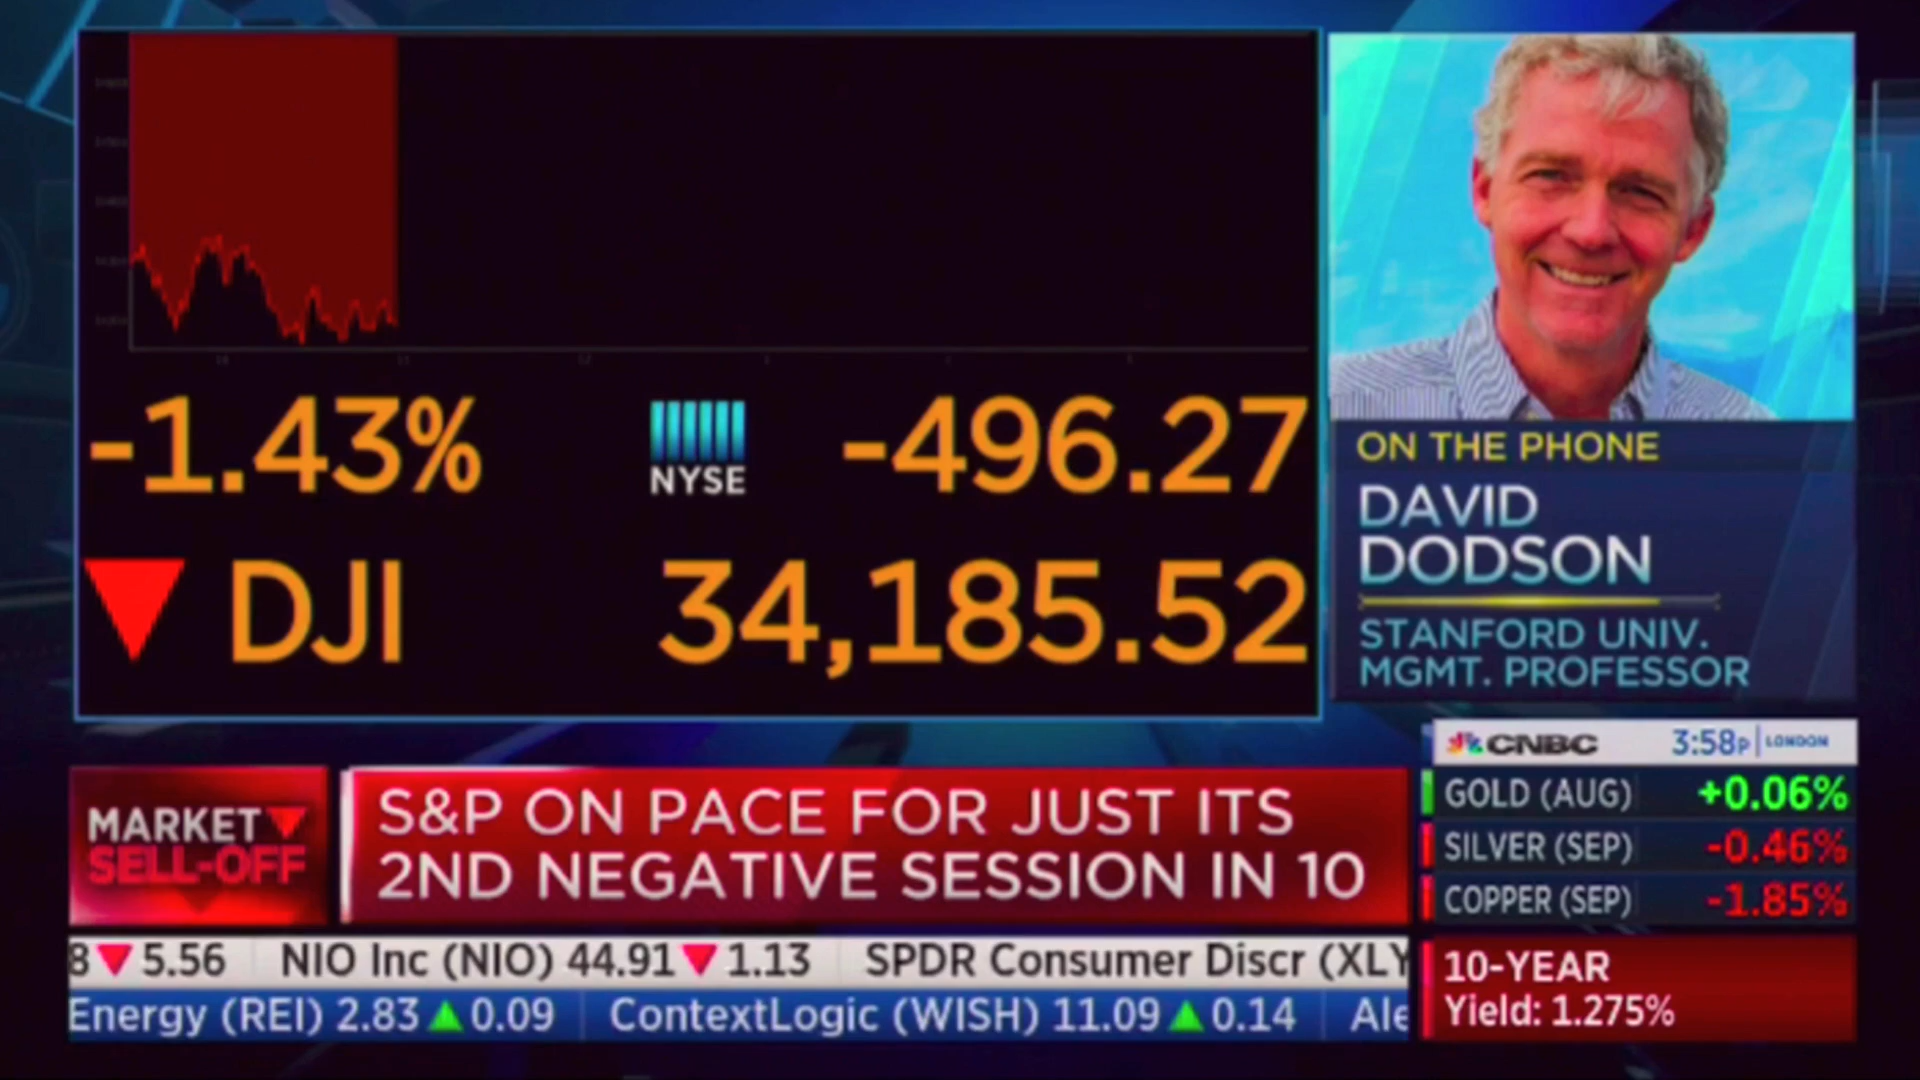 -1.43%
NYSE
-496.27
DJI
34,185.52
ON THE PHONE
DAVID
DODSON
STANFORD UNIV.
MGMT. PROFESSOR
CNBC 3:58P LONDON
GOLD (AUG) +0.06%
SILVER (SEP) -0.46%
COPPER (SEP) -1.85%
10-YEAR
Yield: 1.275%
MARKET
SELL-OFF
S&P ON PACE FOR JUST ITS
2ND NEGATIVE SESSION IN 10
8 ▼ 5.56 NIO Inc (NIO) 44.91 ▼ 1.13 SPDR Consumer Discr (XLY
Energy (REI) 2.83 ▲ 0.09 ContextLogic (WISH) 11.09 ▲ 0.14 Ale